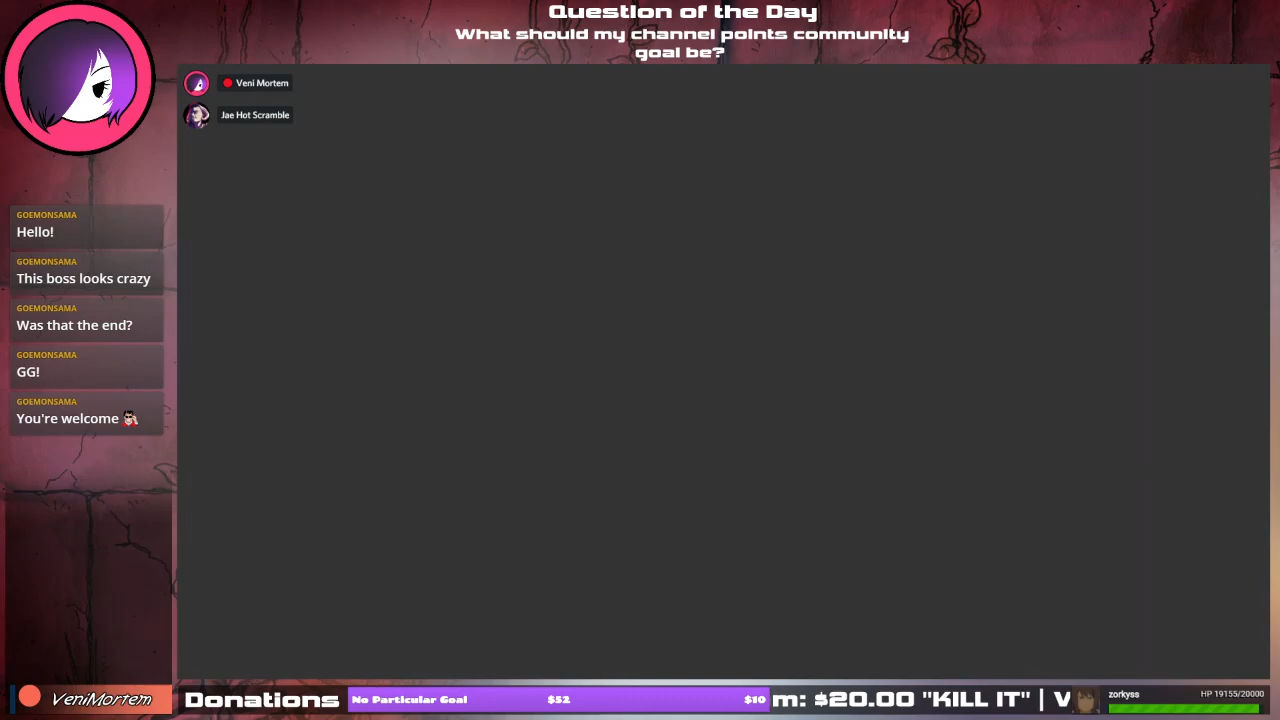 Question of the Day
What should my channel points community
goal be?
Veni Mortem
Jae Hot Scramble
GOEMONSAMA
Hello!
GOEMONSAMA
This boss looks crazy
GOEMONSAMA
Was that the end?
GOEMONSAMA
GG!
GOEMONSAMA
You're welcome
VeniMortem
Donations
No Particular Goal $52 $10
m: $20.00 "KILL IT" | V
zorkyss HP 19155/20000